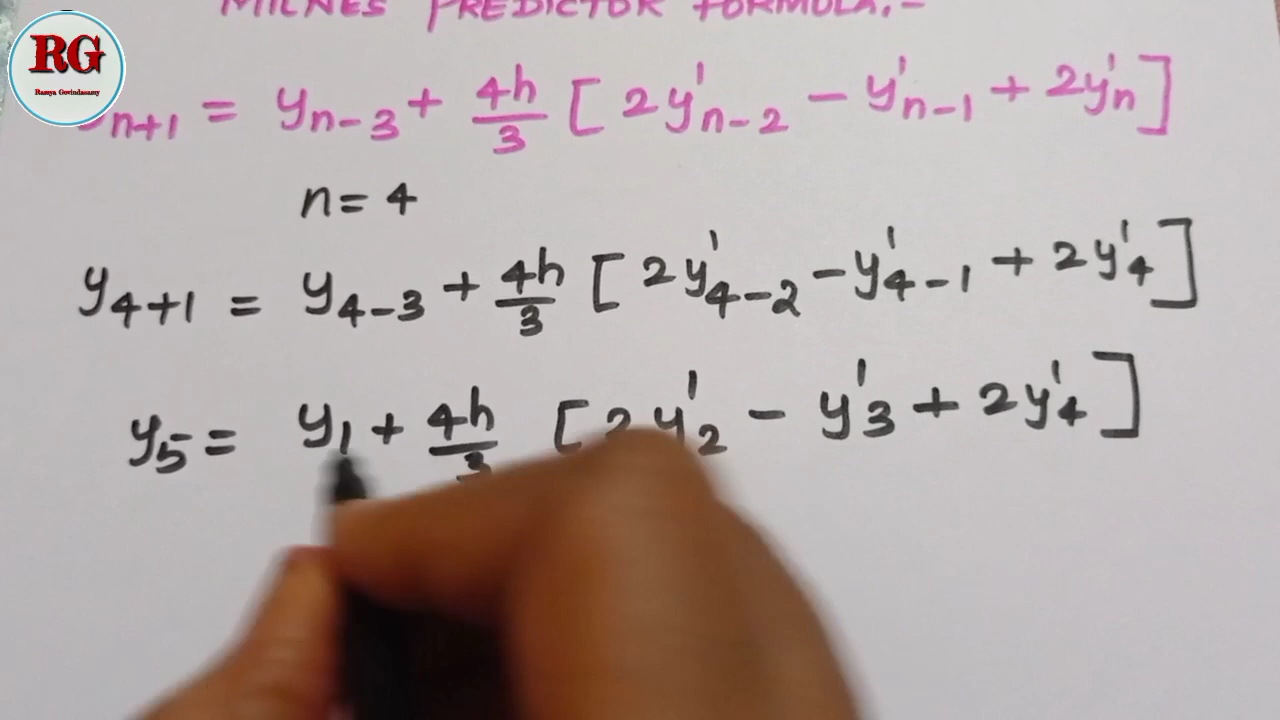 MILNES PREDICTOR FORMULA:-
RG
Ramya Govindasamy
yn+1 = yn-3 + 4h/3 [2y'n-2 - y'n-1 + 2y'n]
n = 4
y4+1 = y4-3 + 4h/3 [2y'4-2 - y'4-1 + 2y'4]
y5 = y1 + 4h/3 [2y'2 - y'3 + 2y'4]